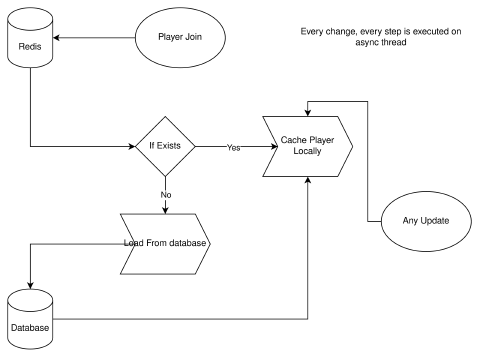 Player Join
Redis
Every change, every step is executed on
async thread
If Exists
Yes
Cache Player
Locally
No
Any Update
Load From database
Database